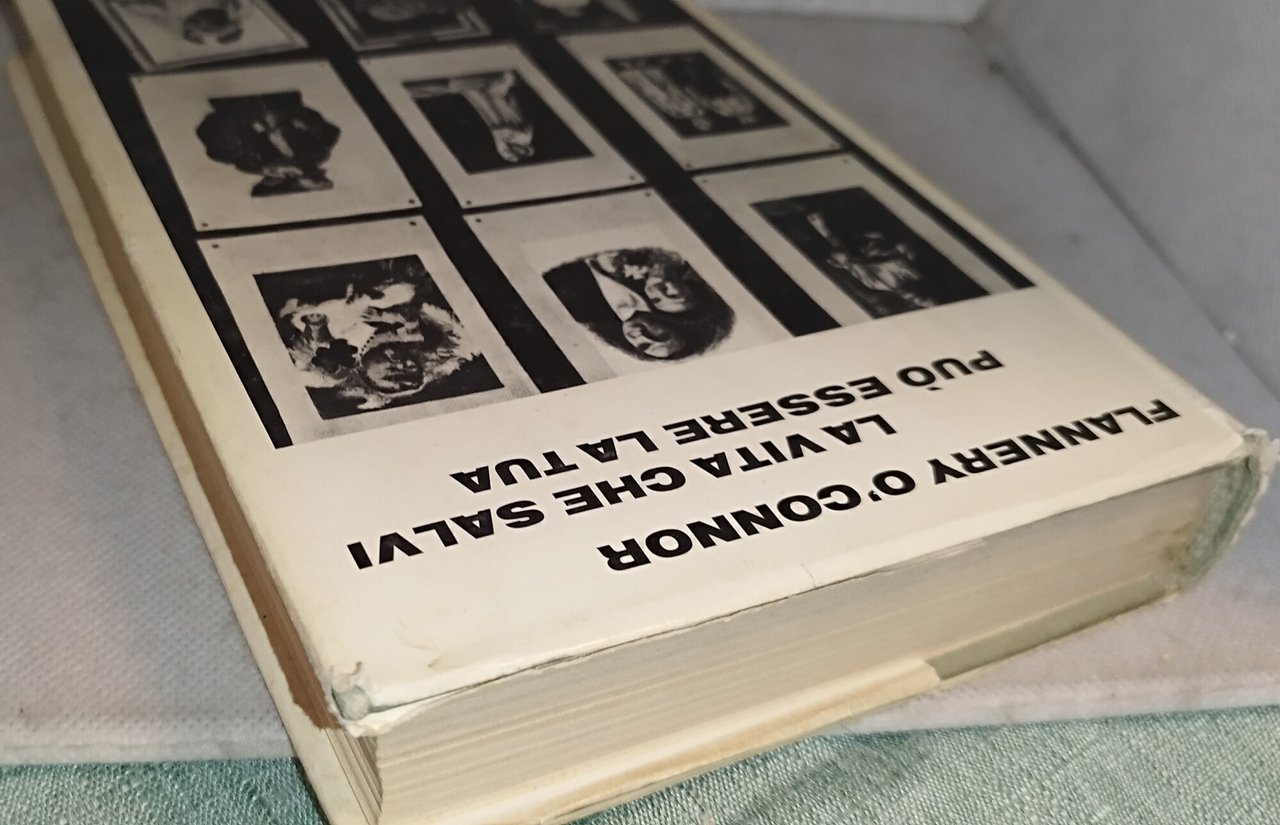 FLANNERY O'CONNOR
LA VITA CHE SALVI
PUÒ ESSERE LA TUA